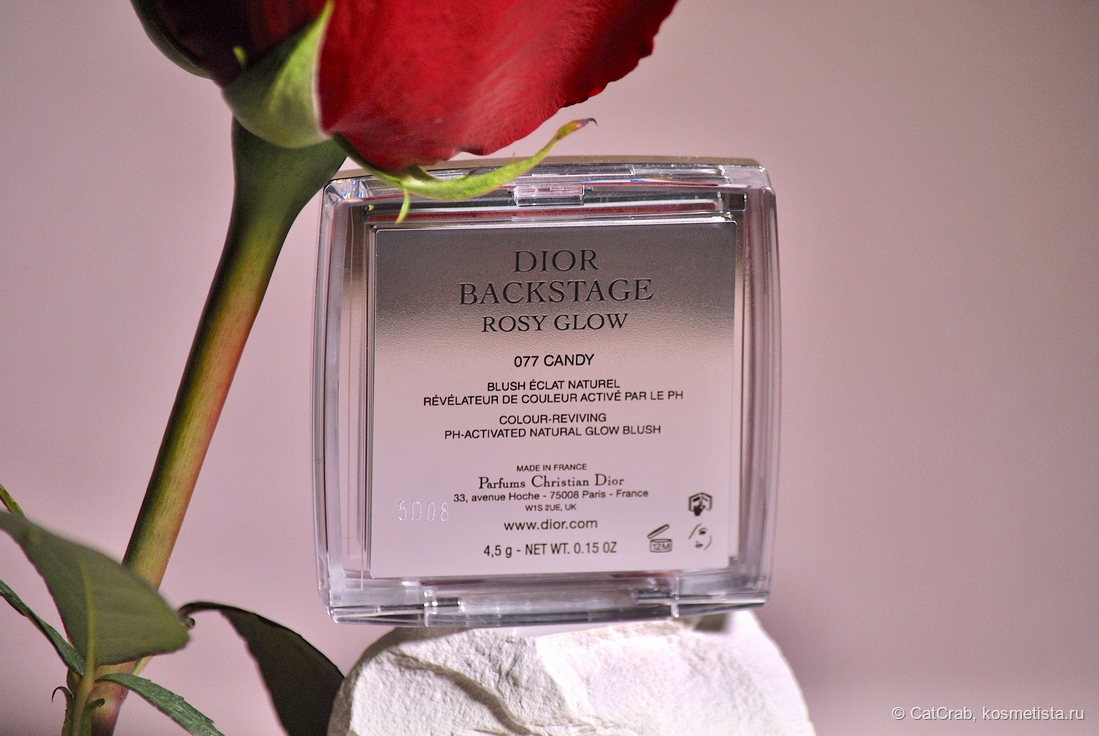 DIOR
BACKSTAGE
ROSY GLOW
077 CANDY
BLUSH ÉCLAT NATUREL
RÉVÉLATEUR DE COULEUR ACTIVÉ PAR LE PH
COLOUR-REVIVING
PH-ACTIVATED NATURAL GLOW BLUSH
MADE IN FRANCE
Parfums Christian Dior
33, avenue Hoche - 75008 Paris - France
W1S 2UE, UK
5D08
www.dior.com
4,5 g - NET WT. 0.15 OZ
12M
© CatCrab, kosmetista.ru